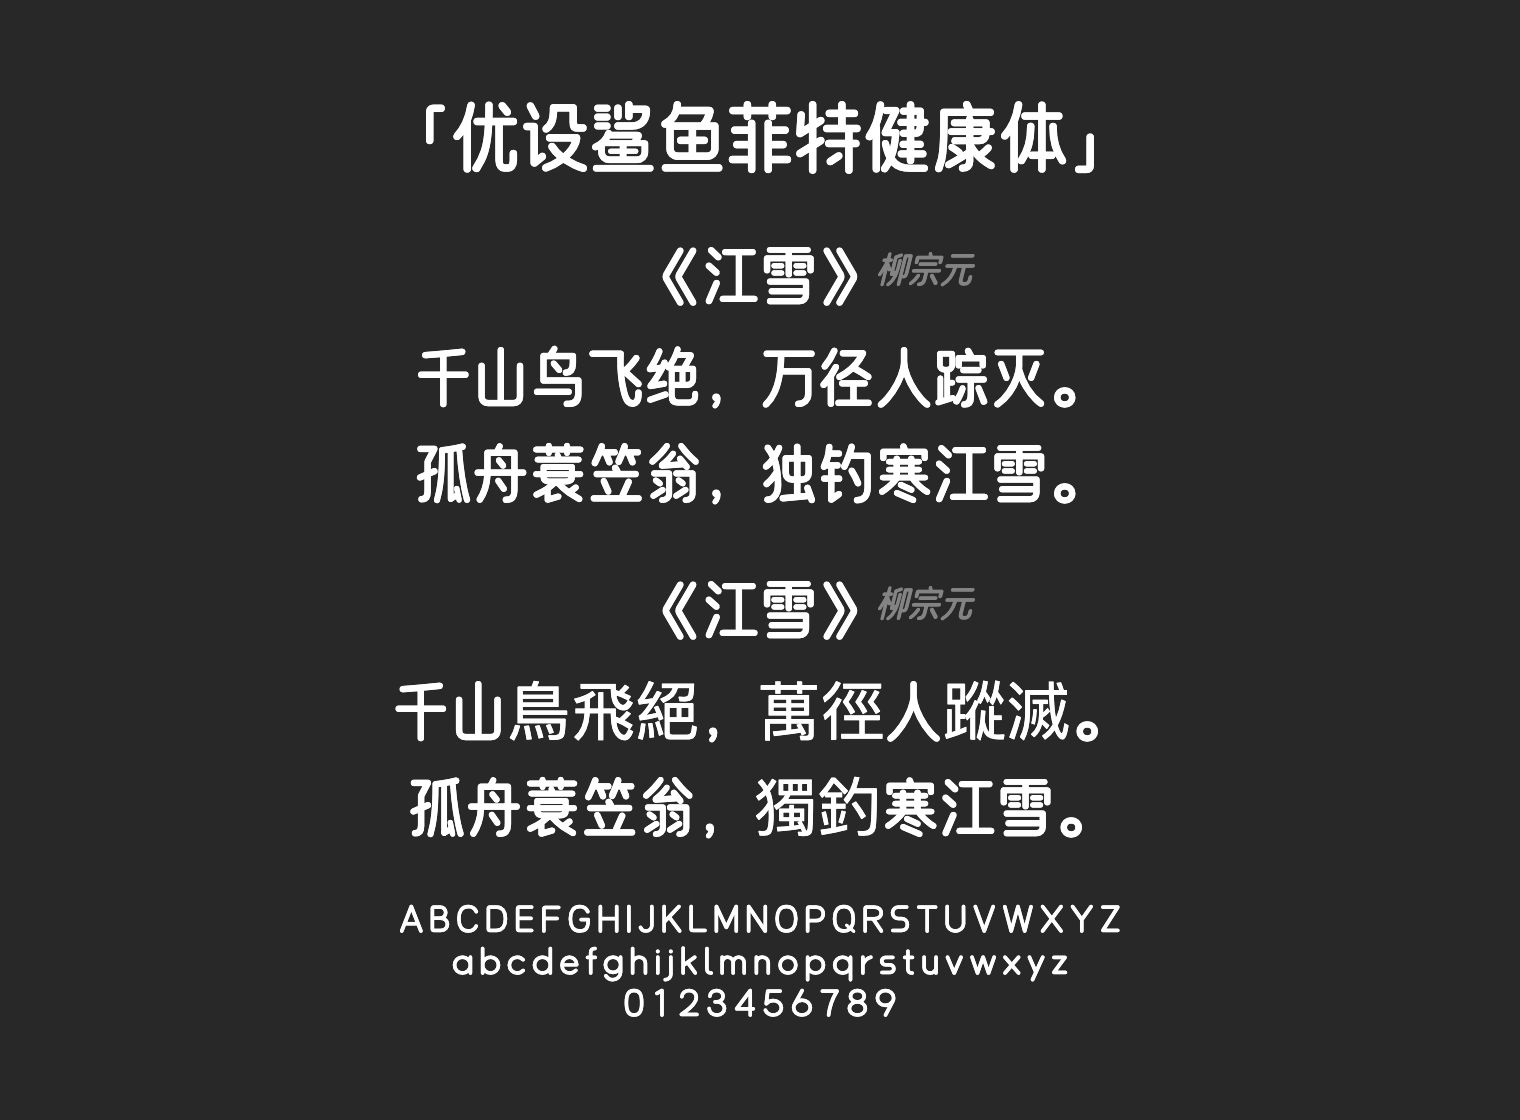 「优设鲨鱼菲特健康体」
《江雪》柳宗元
千山鸟飞绝，万径人踪灭。
孤舟蓑笠翁，独钓寒江雪。
《江雪》柳宗元
千山鳥飛絕，萬徑人蹤滅。
孤舟蓑笠翁，獨釣寒江雪。
ABCDEFGHIJKLMNOPQRSTUVWXYZ
abcdefghijklmnopqrstuvwxyz
0123456789